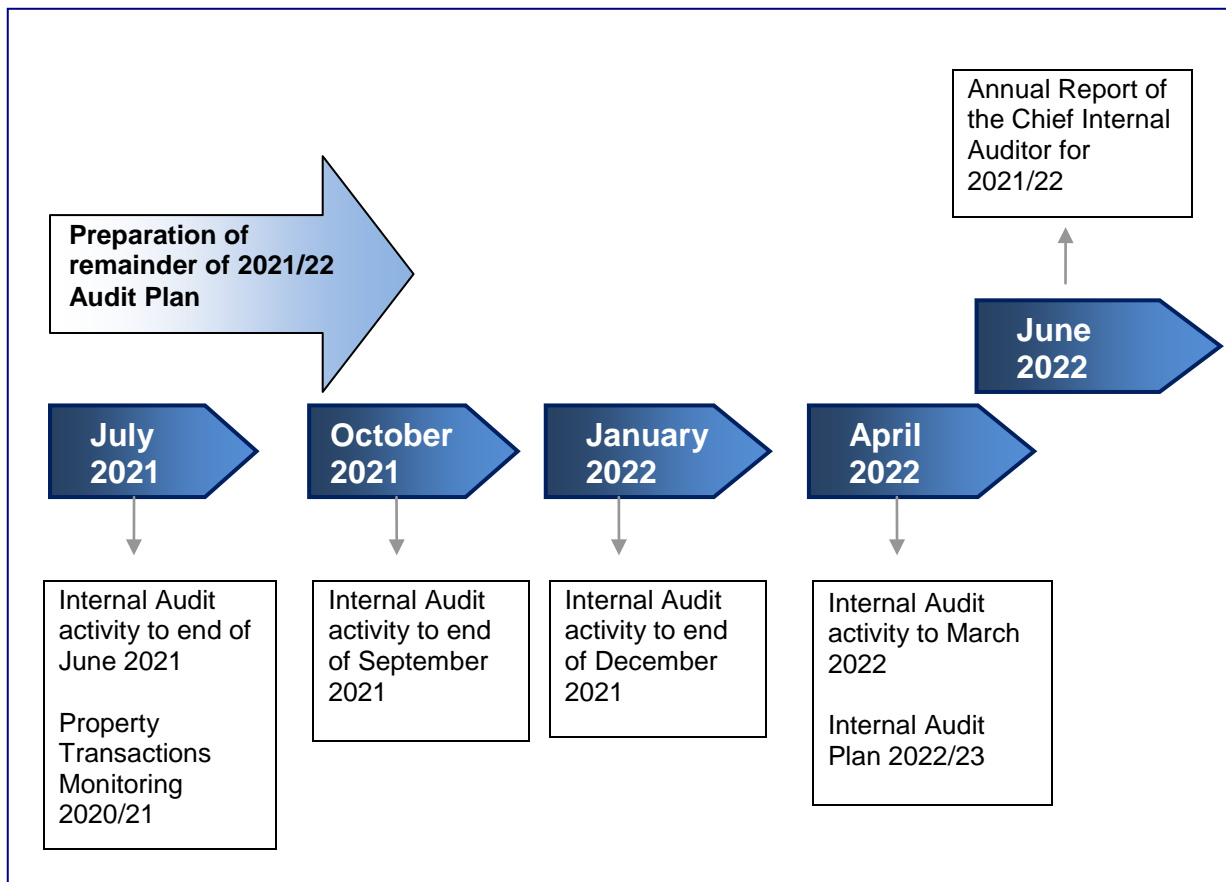 Annual Report of
the Chief Internal
Auditor for
2021/22
Preparation of
remainder of 2021/22
Audit Plan
June
2022
July
2021
October
2021
January
2022
April
2022
Internal Audit
activity to end of
June 2021
Property
Transactions
Monitoring
2020/21
Internal Audit
activity to end
of September
2021
Internal Audit
activity to end
of December
2021
Internal Audit
activity to March
2022
Internal Audit
Plan 2022/23